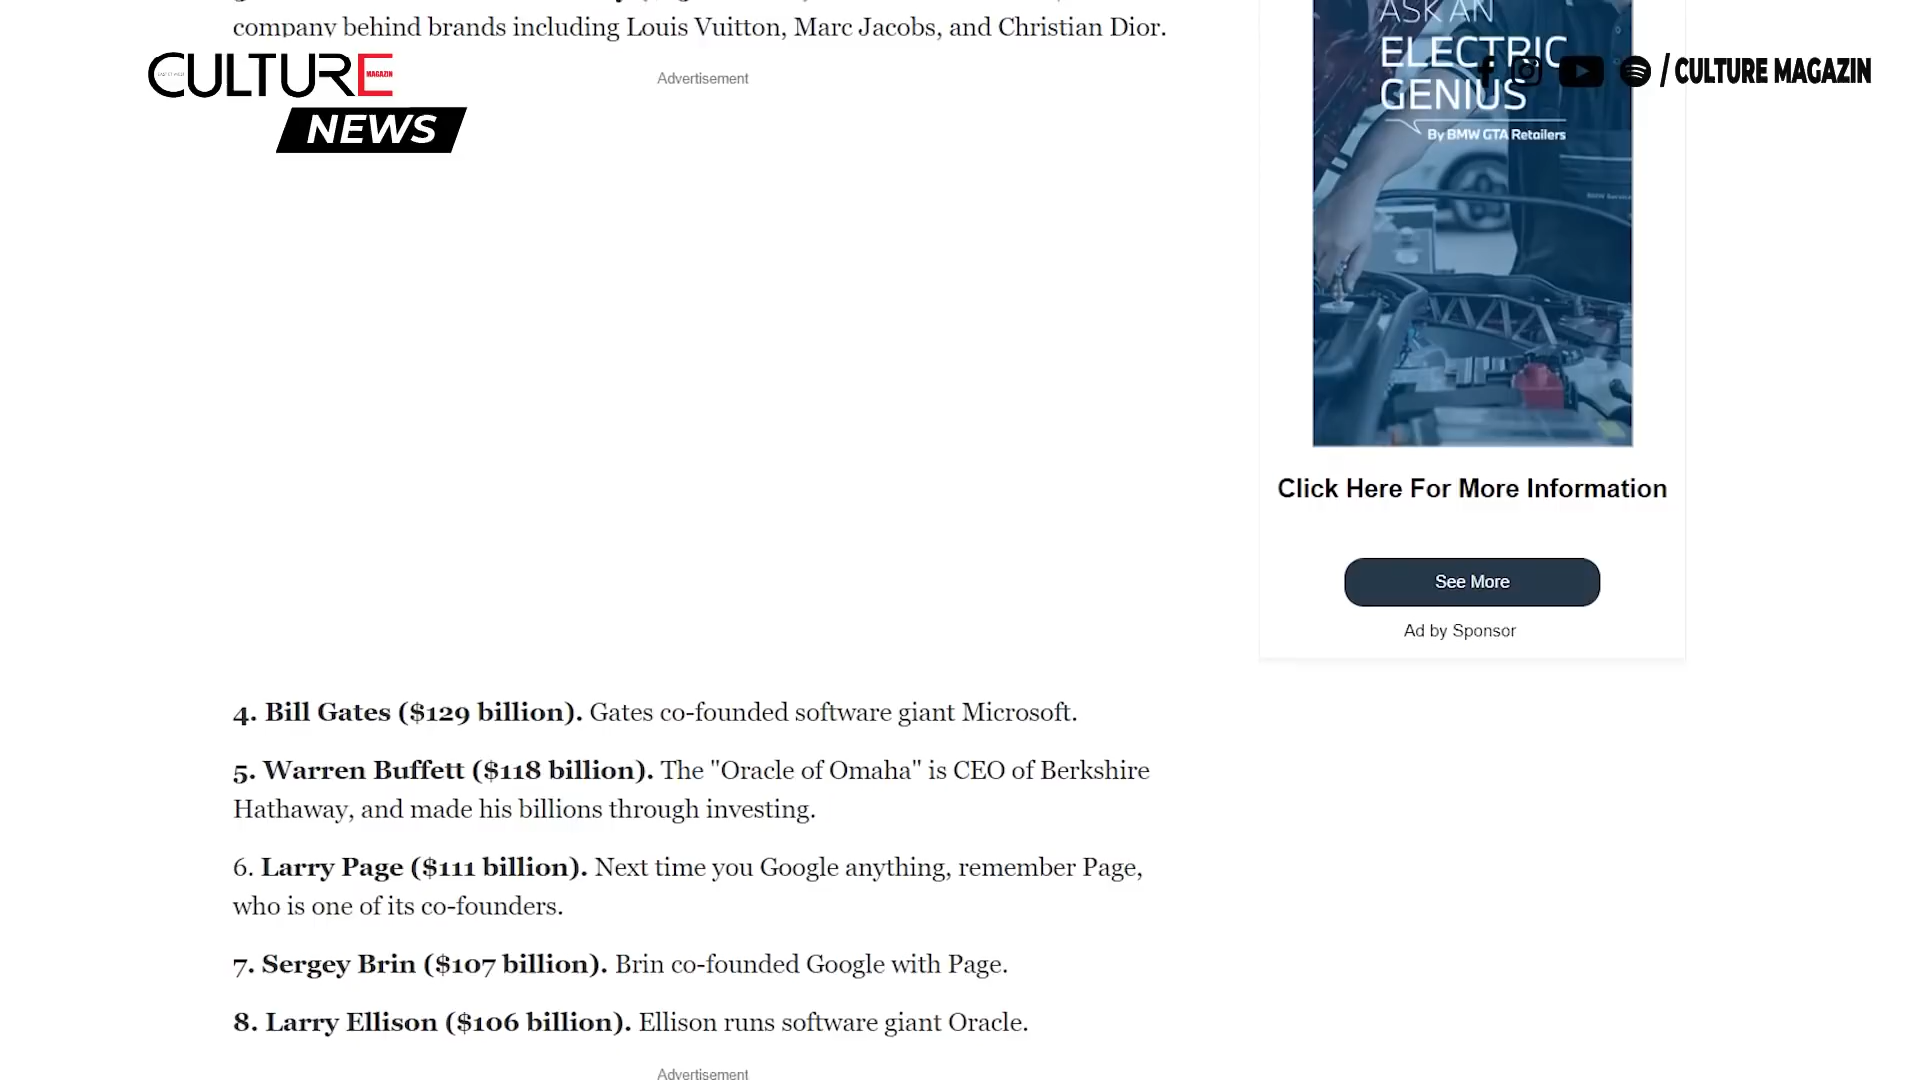 company behind brands including Louis Vuitton, Marc Jacobs, and Christian Dior.
CULTURE
MAGAZIN
NEWS
Advertisement
ASK AN
ELECTRIC
GENIUS
By BMW GTA Retailers
/ CULTURE MAGAZIN
Click Here For More Information
See More
Ad by Sponsor
4. Bill Gates ($129 billion). Gates co-founded software giant Microsoft.
5. Warren Buffett ($118 billion). The "Oracle of Omaha" is CEO of Berkshire
Hathaway, and made his billions through investing.
6. Larry Page ($111 billion). Next time you Google anything, remember Page,
who is one of its co-founders.
7. Sergey Brin ($107 billion). Brin co-founded Google with Page.
8. Larry Ellison ($106 billion). Ellison runs software giant Oracle.
Advertisement